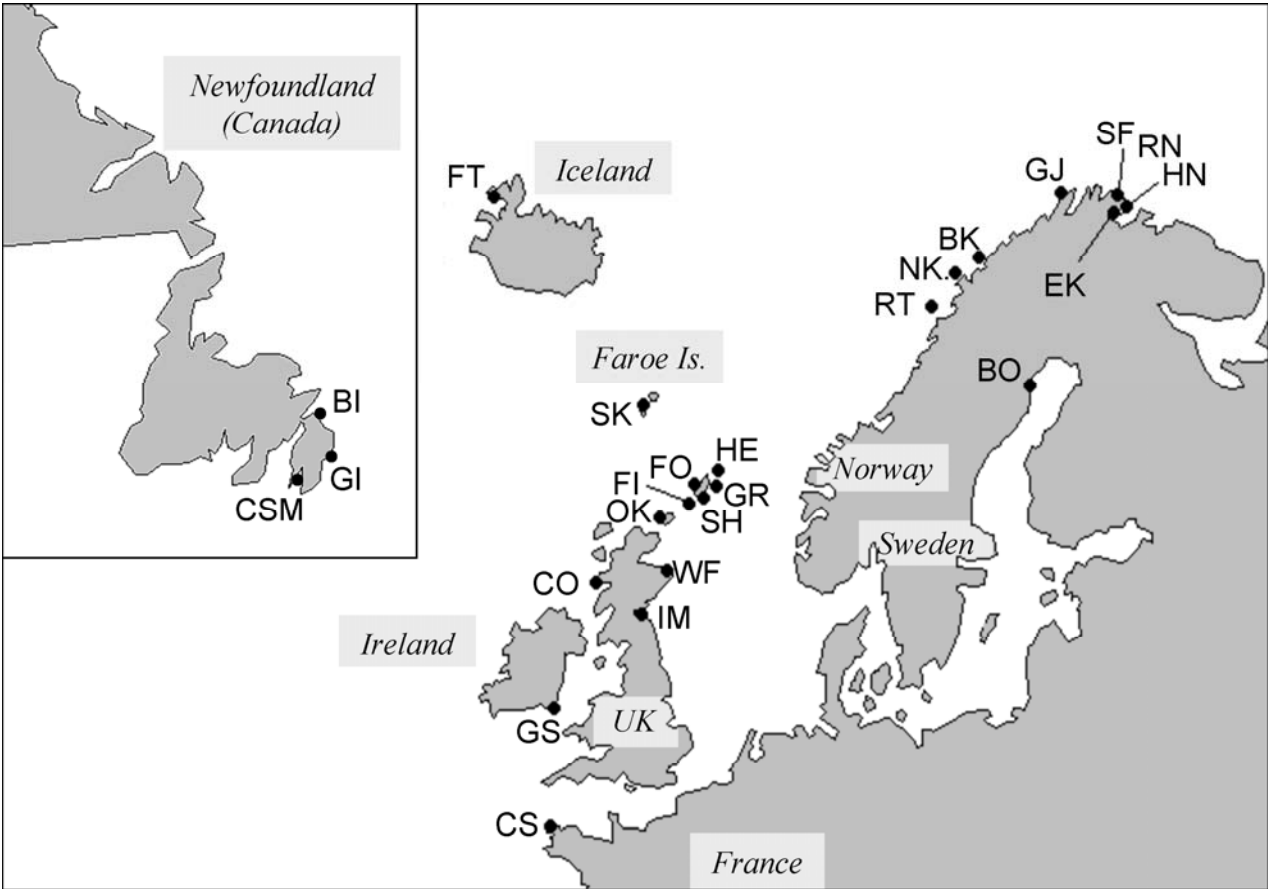 Newfoundland
(Canada)
BI
GI
CSM
FT
Iceland
SF
RN
HN
GJ
BK
NK.
EK
RT
Faroe Is.
BO
SK
HE
FO
Norway
FI
GR
OK
SH
Sweden
WF
CO
IM
Ireland
GS
UK
CS
France